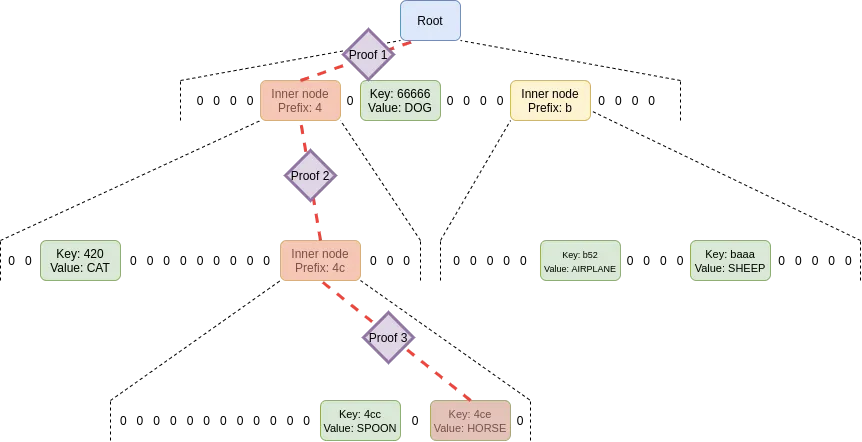 Root
Proof 1
0 0 0 0
Inner node
Prefix: 4
0
Key: 66666
Value: DOG
0 0 0 0
Inner node
Prefix: b
0 0 0 0
Proof 2
0 0
Key: 420
Value: CAT
0 0 0 0 0 0 0 0 0
Inner node
Prefix: 4c
0 0 0
0 0 0 0 0
Key: b52
Value: AIRPLANE
0 0 0 0
Key: baaa
Value: SHEEP
0 0 0 0 0
Proof 3
0 0 0 0 0 0 0 0 0 0 0 0
Key: 4cc
Value: SPOON
0
Key: 4ce
Value: HORSE
0